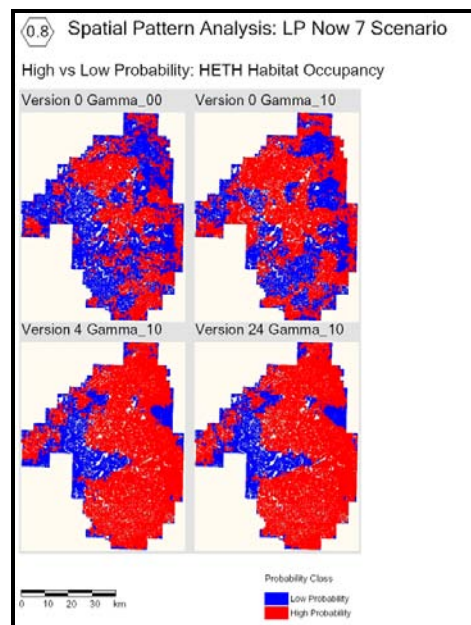 0.8 Spatial Pattern Analysis: LP Now 7 Scenario
High vs Low Probability: HETH Habitat Occupancy
Version 0 Gamma_00
Version 0 Gamma_10
Version 4 Gamma_10
Version 24 Gamma_10
0 10 20 30 km
Probability Class
Low Probability
High Probability